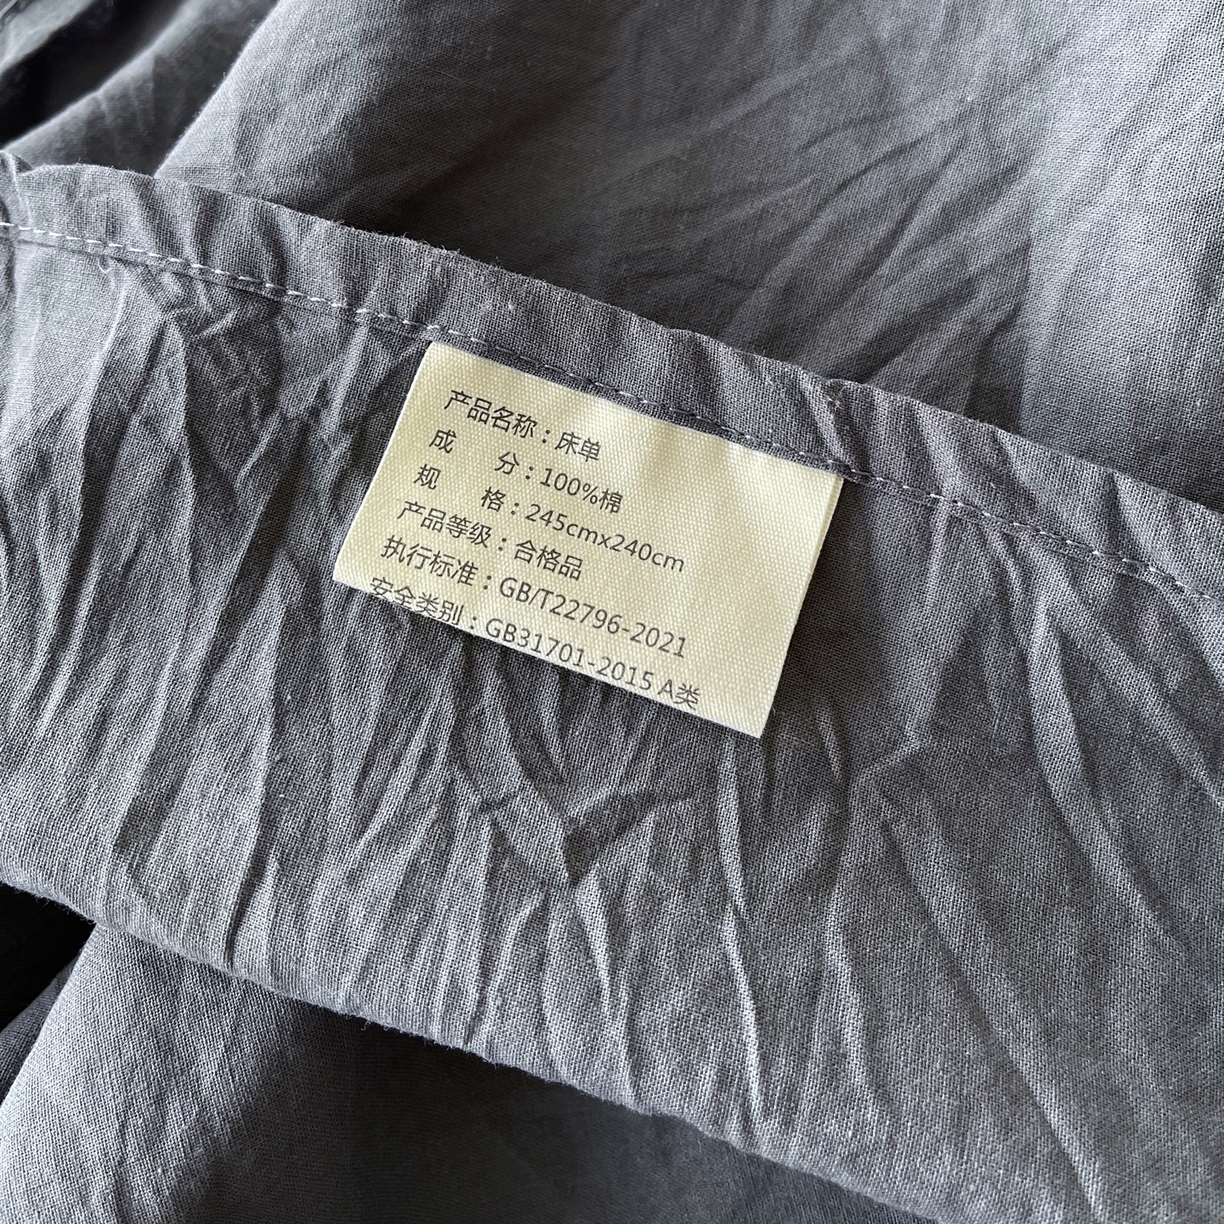 产品名称：床单
成 分：100%棉
规 格：245cmx240cm
产品等级：合格品
执行标准：GB/T22796-2021
安全类别：GB31701-2015 A类